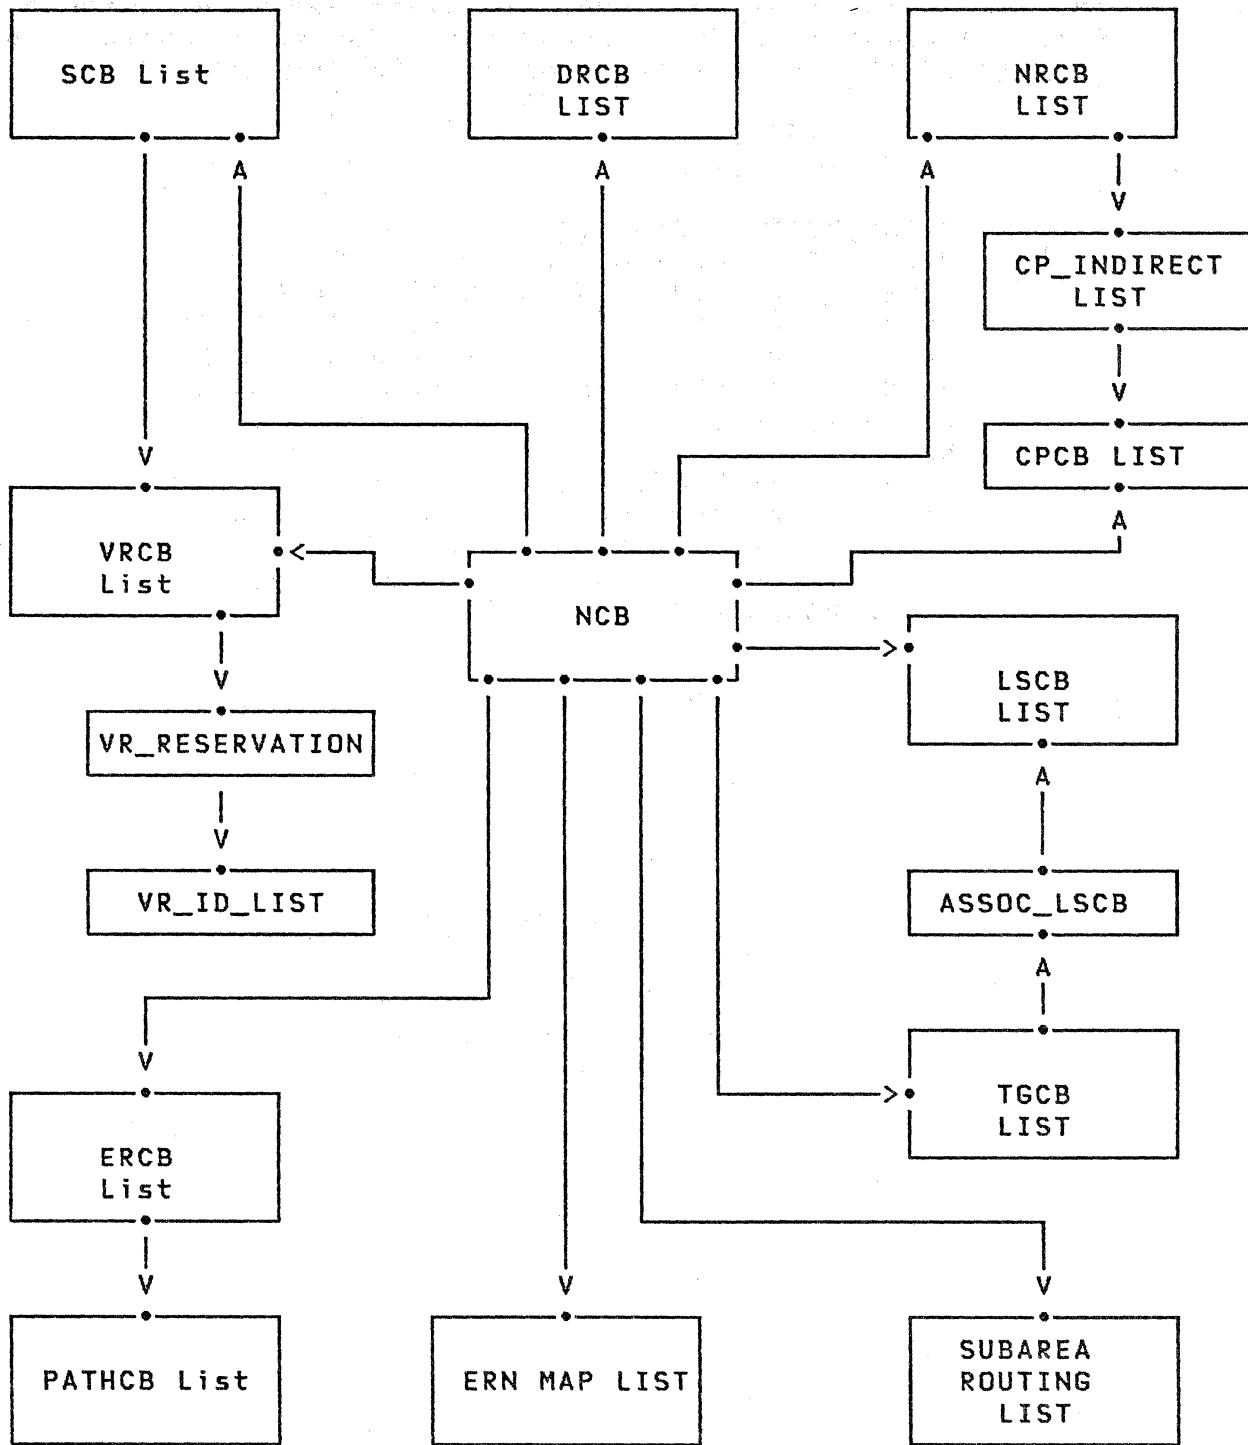 SCB List
DRCB
LIST
NRCB
LIST
CP_INDIRECT
LIST
CPCB LIST
VRCB
List
NCB
LSCB
LIST
VR_RESERVATION
VR_ID_LIST
ASSOC_LSCB
TGCB
LIST
ERCB
List
PATHCB List
ERN MAP LIST
SUBAREA
ROUTING
LIST